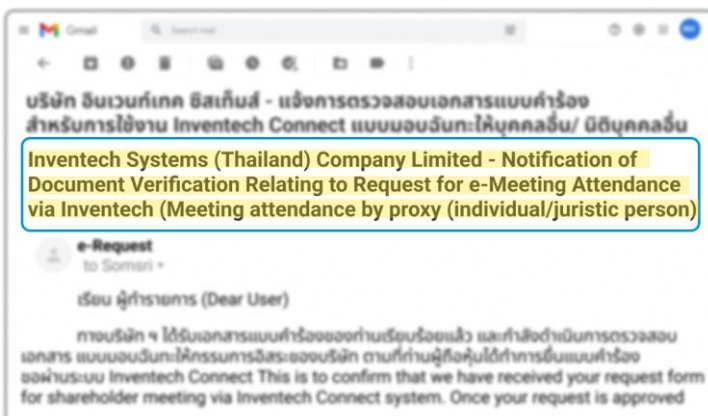 Gmail
Search mail
บริษัท อินเวนท์เทค ซิสเท็มส์ - แจ้งการตรวจสอบเอกสารแบบคำร้อง
สำหรับการใช้งาน Inventech Connect แบบมอบฉันทะให้บุคคลอื่น/ นิติบุคคลอื่น
Inventech Systems (Thailand) Company Limited - Notification of
Document Verification Relating to Request for e-Meeting Attendance
via Inventech (Meeting attendance by proxy (individual/juristic person)
e-Request
to Somsri
เรียน ผู้ทำรายการ (Dear User)
ทางบริษัท ฯ ได้รับเอกสารแบบคำร้องของท่านเรียบร้อยแล้ว และกำลังดำเนินการตรวจสอบ
เอกสาร แบบมอบฉันทะให้กรรมการอิสระของบริษัท ตามที่ท่านผู้ถือหุ้นได้ทำการยื่นแบบคำร้อง
ขอผ่านระบบ Inventech Connect This is to confirm that we have received your request form
for shareholder meeting via Inventech Connect system. Once your request is approved